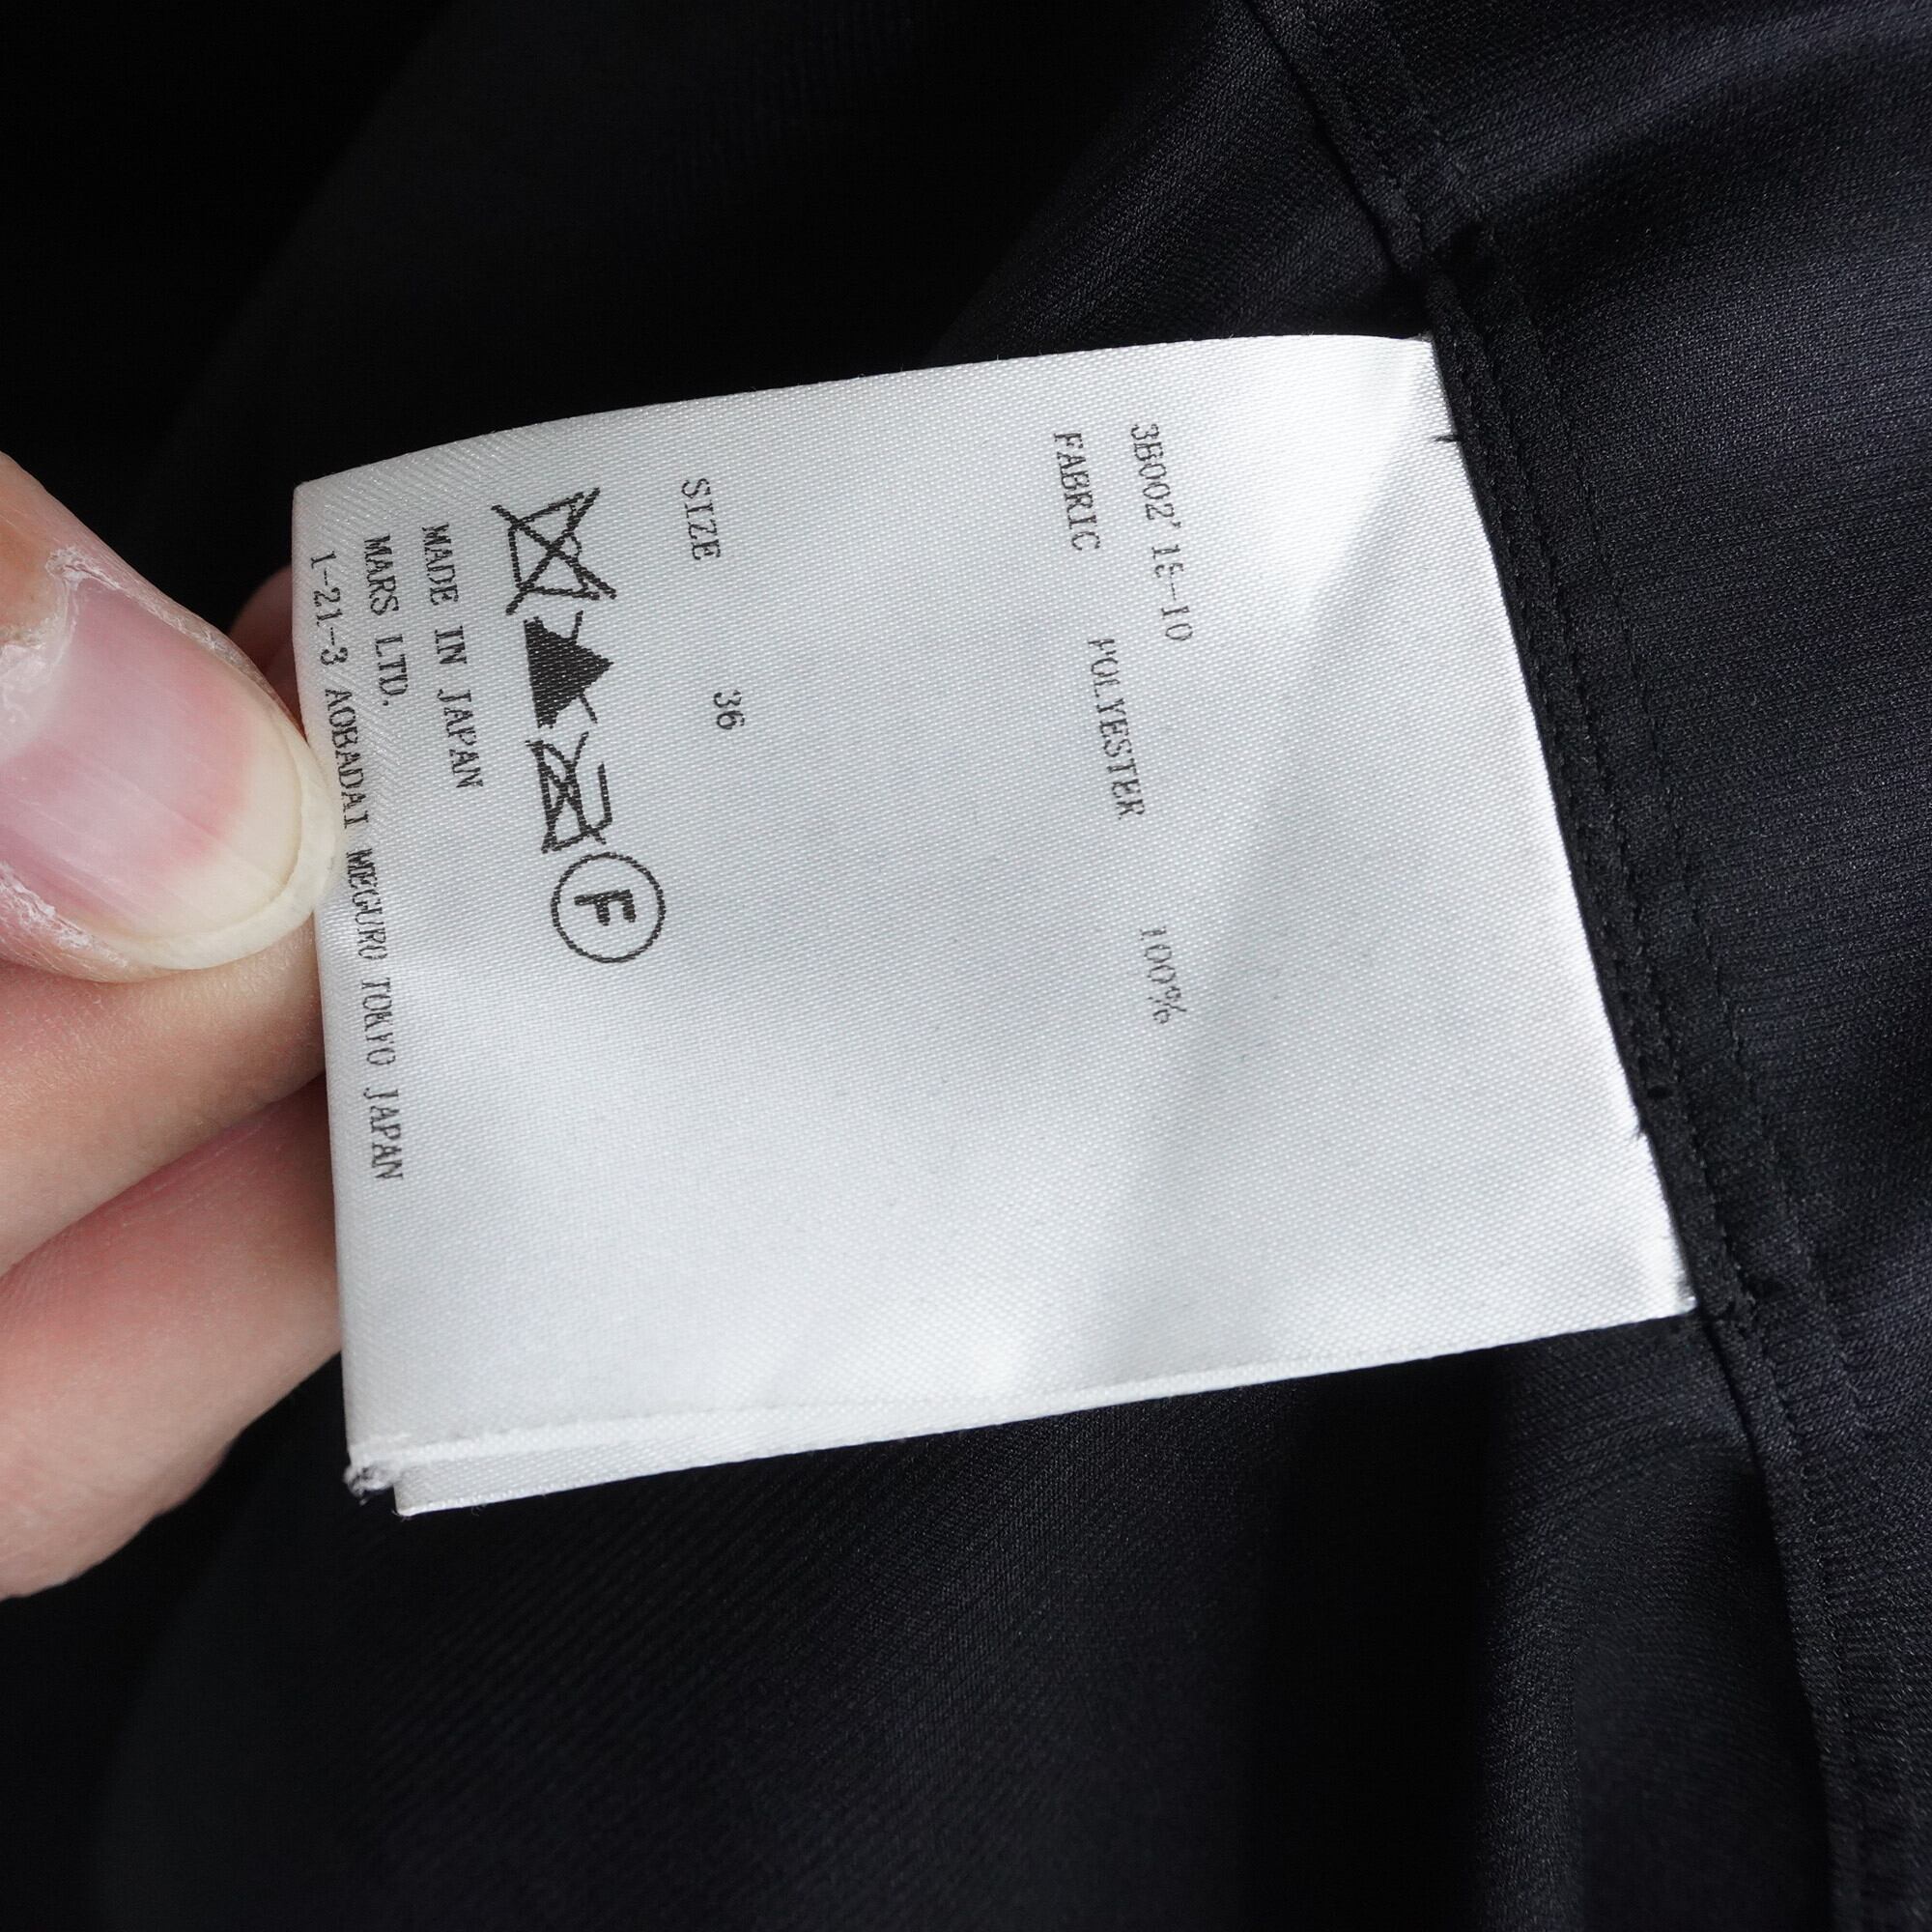 3B002' 15-10
FABRIC POLYESTER 100%
SIZE 36
F
MADE IN JAPAN
MARS LTD.
1-21-3 AOBADAI MEGURO TOKYO JAPAN